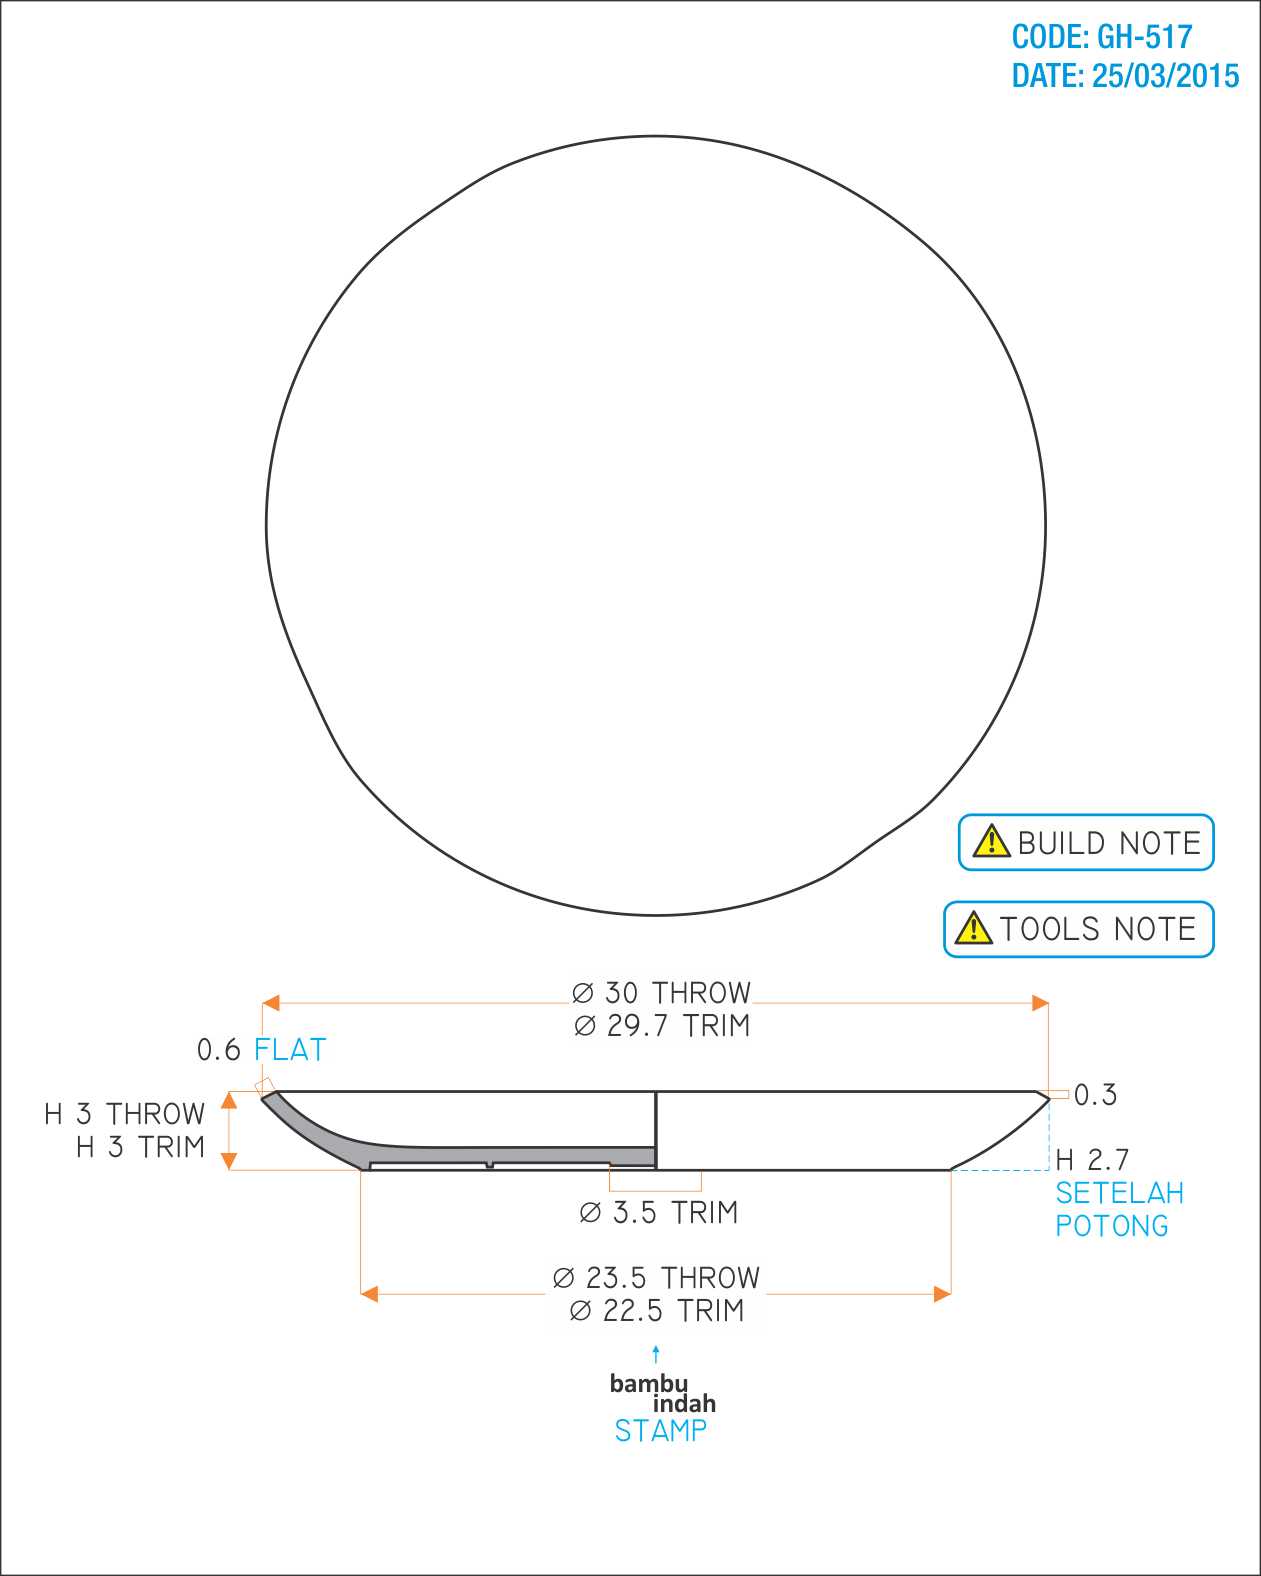 CODE: GH-517
DATE: 25/03/2015
BUILD NOTE
TOOLS NOTE
Ø 30 THROW
Ø 29.7 TRIM
0.6 FLAT
0.3
H 3 THROW
H 3 TRIM
H 2.7
SETELAH
POTONG
Ø 3.5 TRIM
Ø 23.5 THROW
Ø 22.5 TRIM
bambu
indah
STAMP